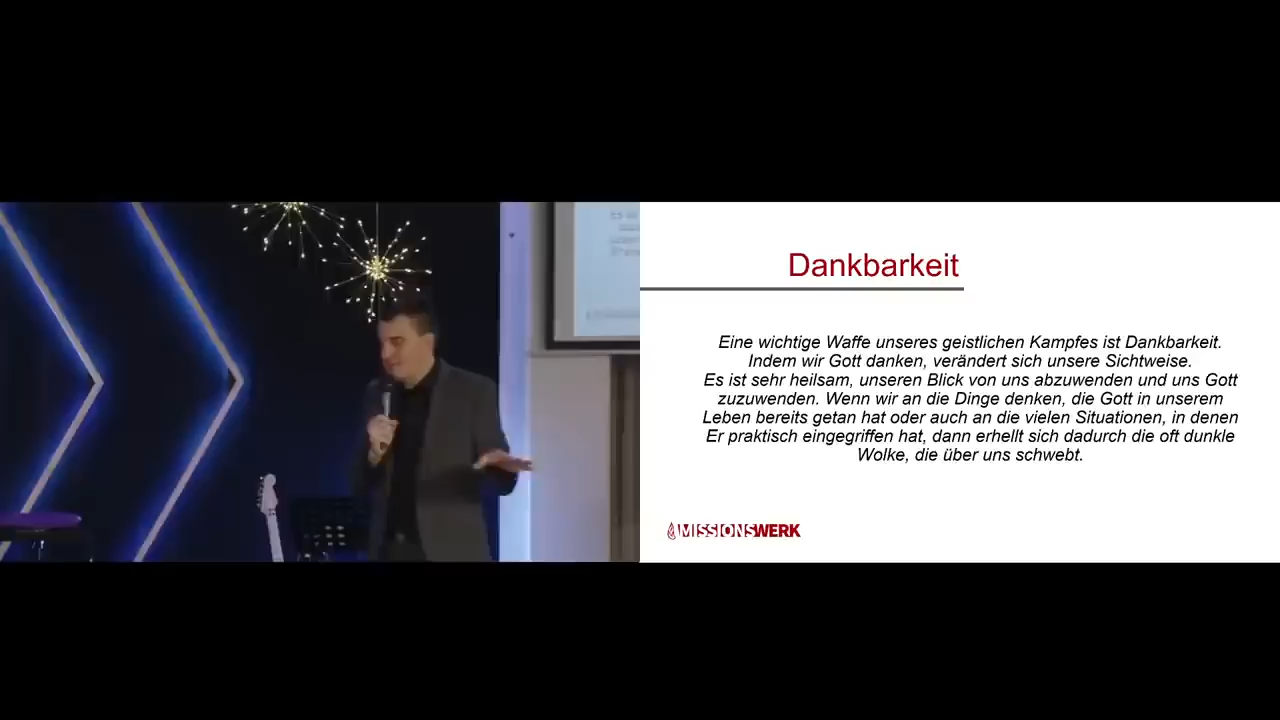 Dankbarkeit
Eine wichtige Waffe unseres geistlichen Kampfes ist Dankbarkeit.
Indem wir Gott danken, verändert sich unsere Sichtweise.
Es ist sehr heilsam, unseren Blick von uns abzuwenden und uns Gott
zuzuwenden. Wenn wir an die Dinge denken, die Gott in unserem
Leben bereits getan hat oder auch an die vielen Situationen, in denen
Er praktisch eingegriffen hat, dann erhellt sich dadurch die oft dunkle
Wolke, die über uns schwebt.
MISSIONSWERK